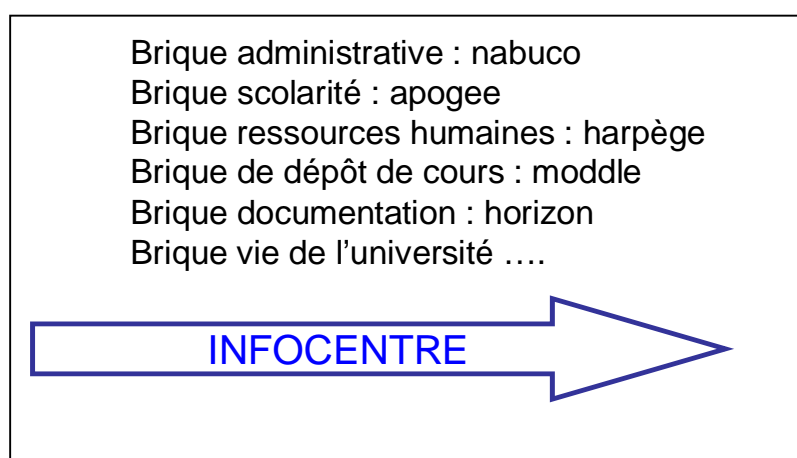 Brique administrative : nabuco
Brique scolarité : apogee
Brique ressources humaines : harpège
Brique de dépôt de cours : moddle
Brique documentation : horizon
Brique vie de l’université ….
INFOCENTRE